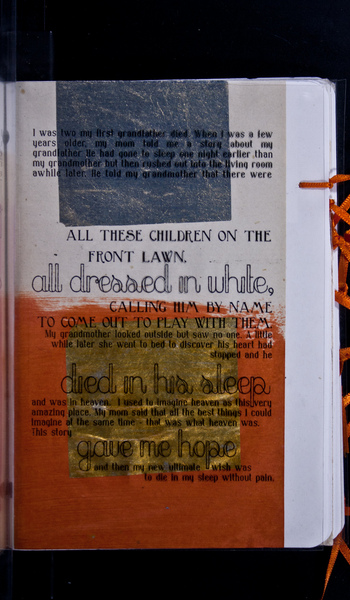 I was two my first grandfather died. When I was a few
years older, my mom told me a story about my
grandfather. He had gone to sleep one night earlier than
my grandmother but then rushed out into the living room
awhile later. He told my grandmother that there were
ALL THESE CHILDREN ON THE
FRONT LAWN,
all dressed in white,
CALLING HIM BY NAME
TO COME OUT TO PLAY WITH THEM.
My grandmother looked outside but saw no one. A little
while later she went to bed to discover his heart had
stopped and he
died in his sleep
and was in heaven. I used to imagine heaven as this very
amazing place. My mom said that all the best things I could
imagine at the same time - that was what heaven was.
This story
gave me hope
and then my new ultimate wish was
to die in my sleep without pain.